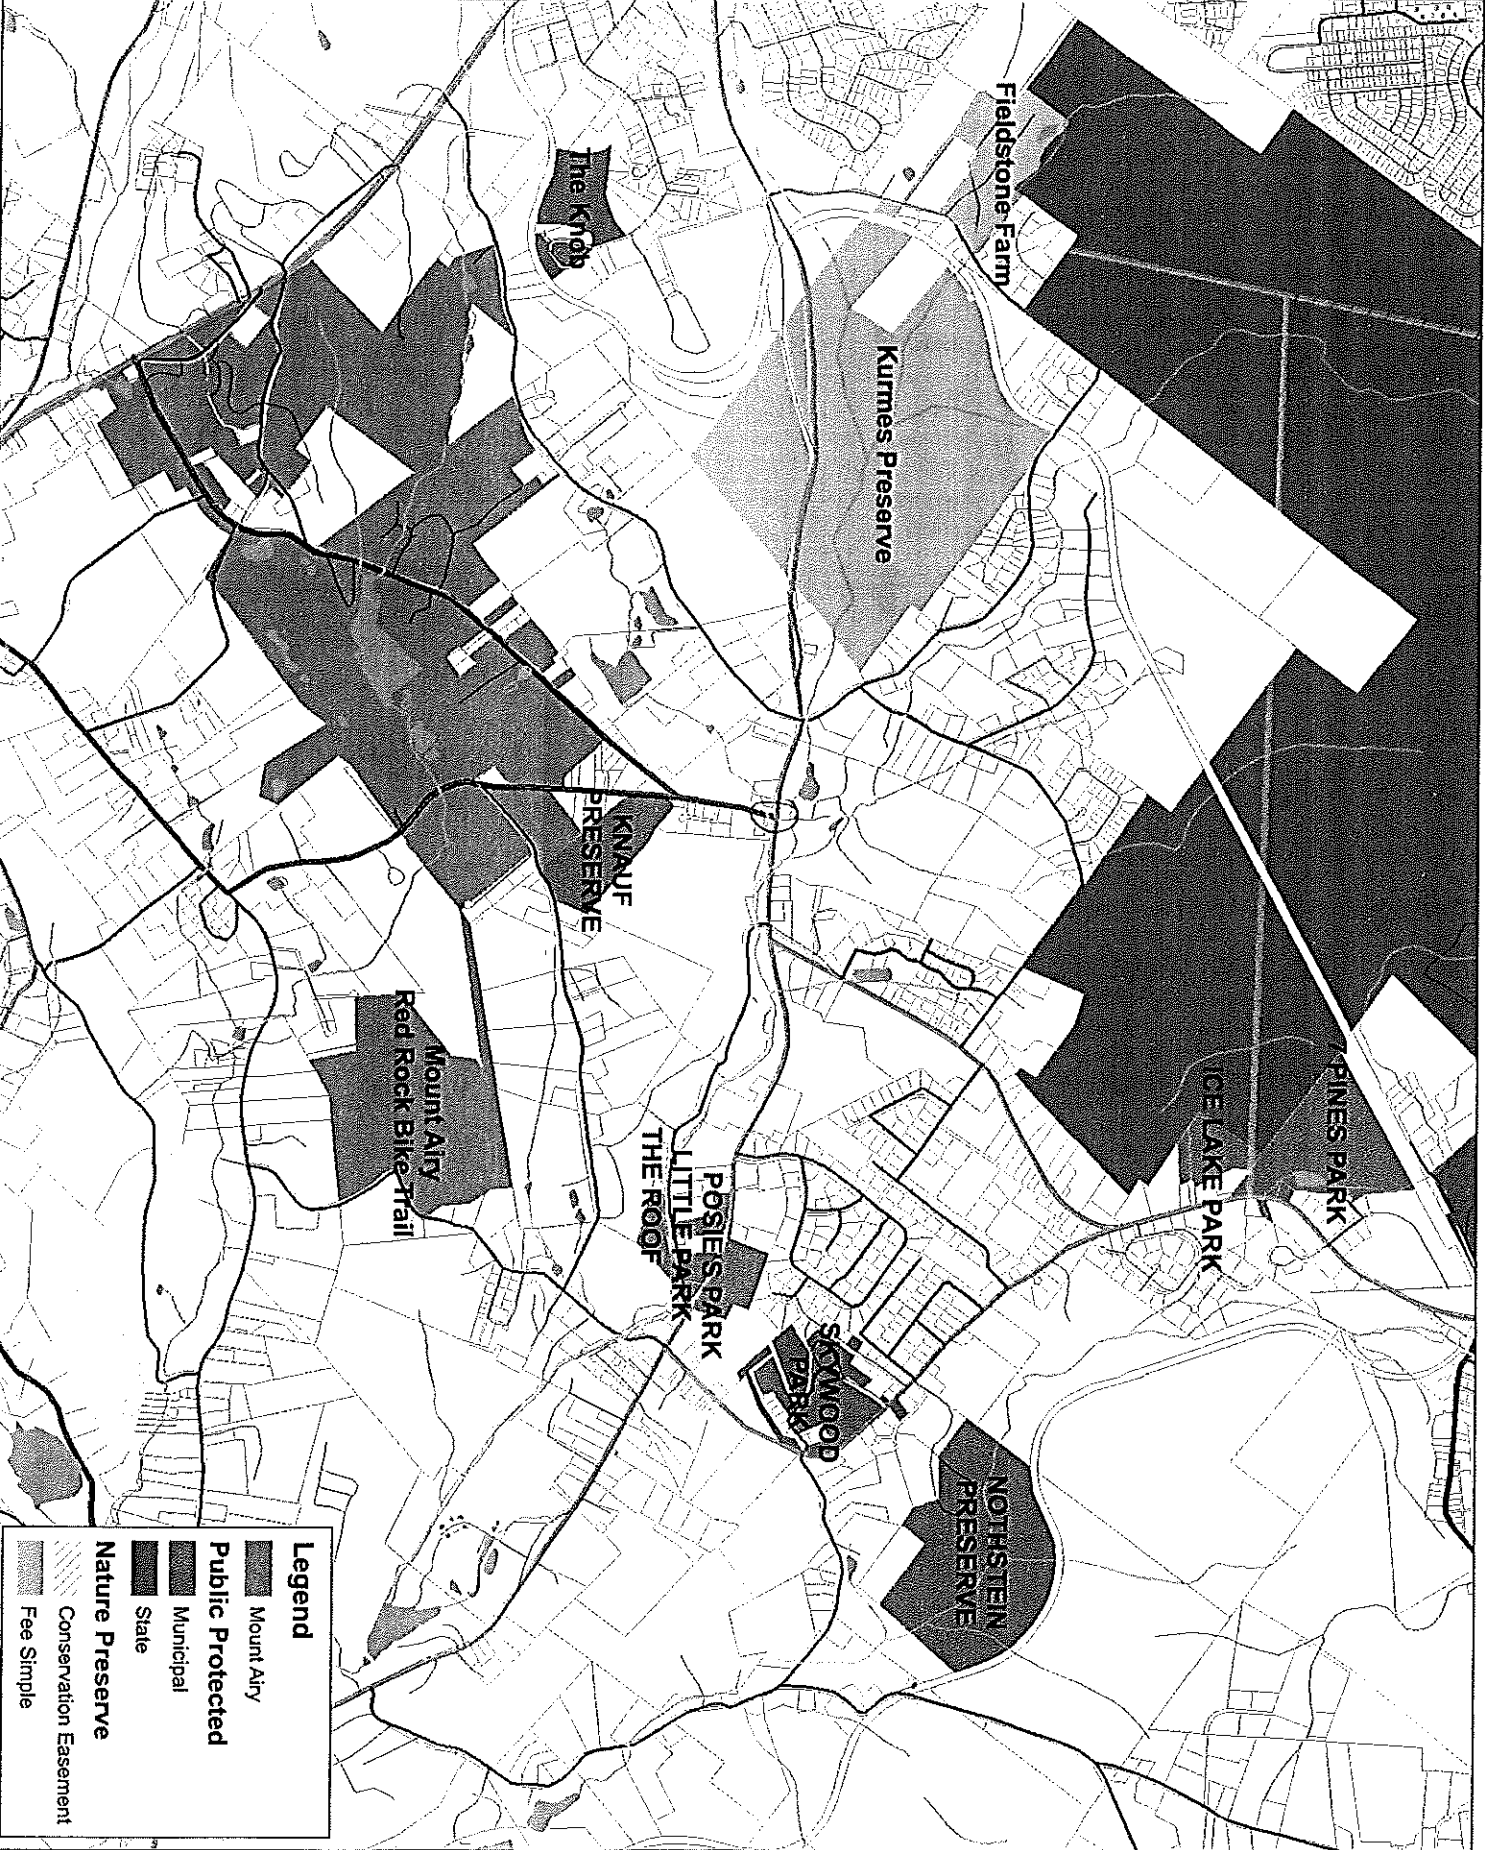 Fieldstone Farm
The Knob
Kurmes Preserve
7 PINES PARK
ICE LAKE PARK
KNAUF
PRESERVE
Mount Airy
Red Rock Bike Trail
POSIES PARK
LITTLE PARK
THE ROOF
SKYWOOD
PARK
NOTHSTEIN
PRESERVE
Legend
Mount Airy
Public Protected
Municipal
State
Nature Preserve
Conservation Easement
Fee Simple